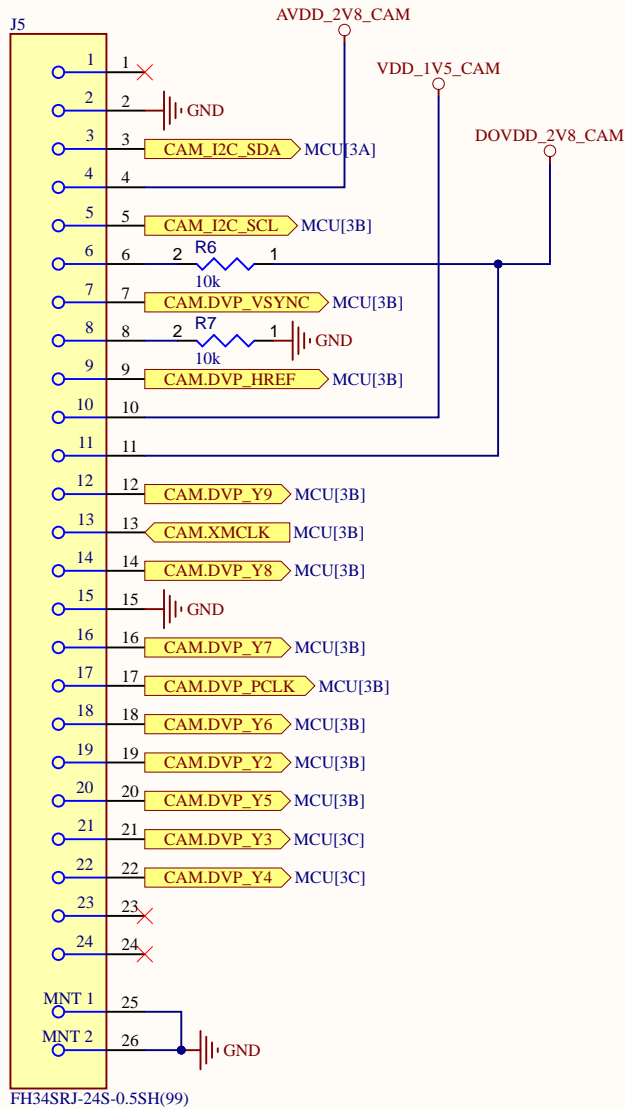 AVDD_2V8_CAM
J5
VDD_1V5_CAM
1 1
DOVDD_2V8_CAM
2 2 GND
3 3 CAM_I2C_SDA MCU[3A]
4 4
5 5 CAM_I2C_SCL MCU[3B]
6 6 2 R6 1
10k
7 7 CAM.DVP_VSYNC MCU[3B]
8 8 2 R7 1 GND
10k
9 9 CAM.DVP_HREF MCU[3B]
10 10
11 11
12 12 CAM.DVP_Y9 MCU[3B]
13 13 CAM.XMCLK MCU[3B]
14 14 CAM.DVP_Y8 MCU[3B]
15 15 GND
16 16 CAM.DVP_Y7 MCU[3B]
17 17 CAM.DVP_PCLK MCU[3B]
18 18 CAM.DVP_Y6 MCU[3B]
19 19 CAM.DVP_Y2 MCU[3B]
20 20 CAM.DVP_Y5 MCU[3B]
21 21 CAM.DVP_Y3 MCU[3C]
22 22 CAM.DVP_Y4 MCU[3C]
23 23
24 24
MNT 1 25
MNT 2 26 GND
FH34SRJ-24S-0.5SH(99)